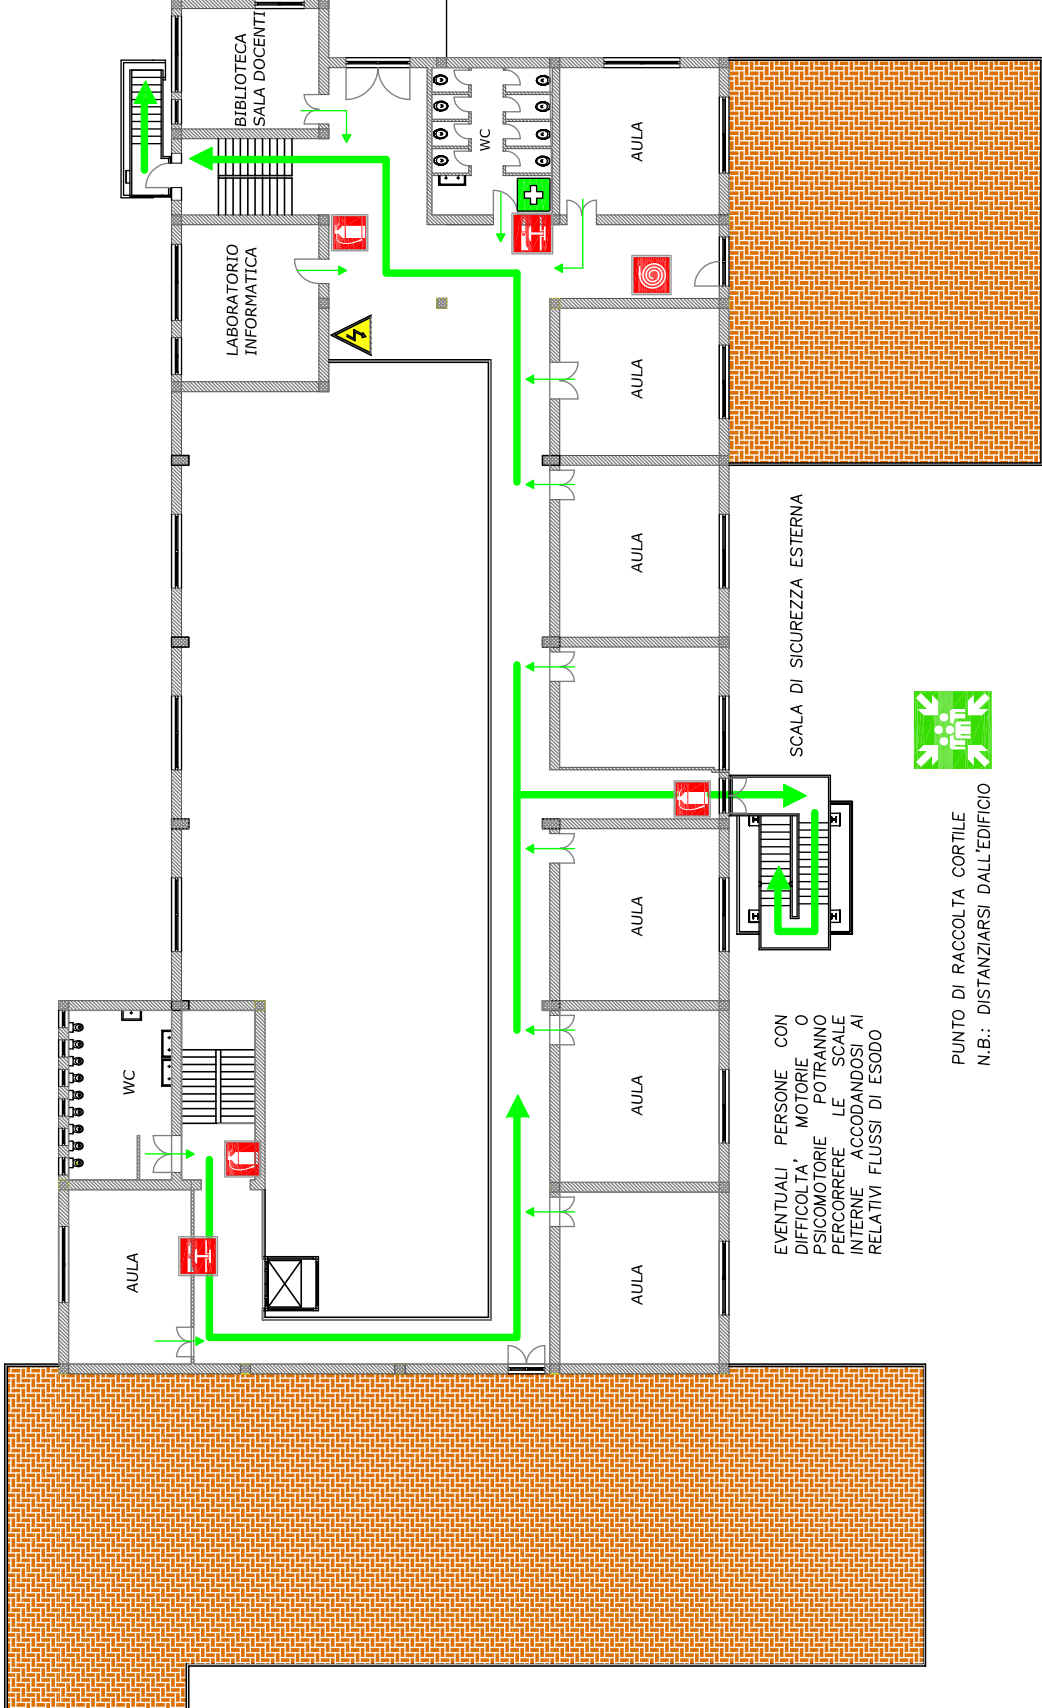 BIBLIOTECA
SALA DOCENTI
WC
AULA
LABORATORIO
INFORMATICA
AULA
AULA
SCALA DI SICUREZZA ESTERNA
AULA
PUNTO DI RACCOLTA CORTILE
N.B.: DISTANZIARSI DALL'EDIFICIO
WC
AULA
EVENTUALI PERSONE CON
DIFFICOLTA' MOTORIE O
PSICOMOTORIE POTRANNO
PERCORRERE LE SCALE
INTERNE ACCODANDOSI AI
RELATIVI FLUSSI DI ESODO
AULA
AULA